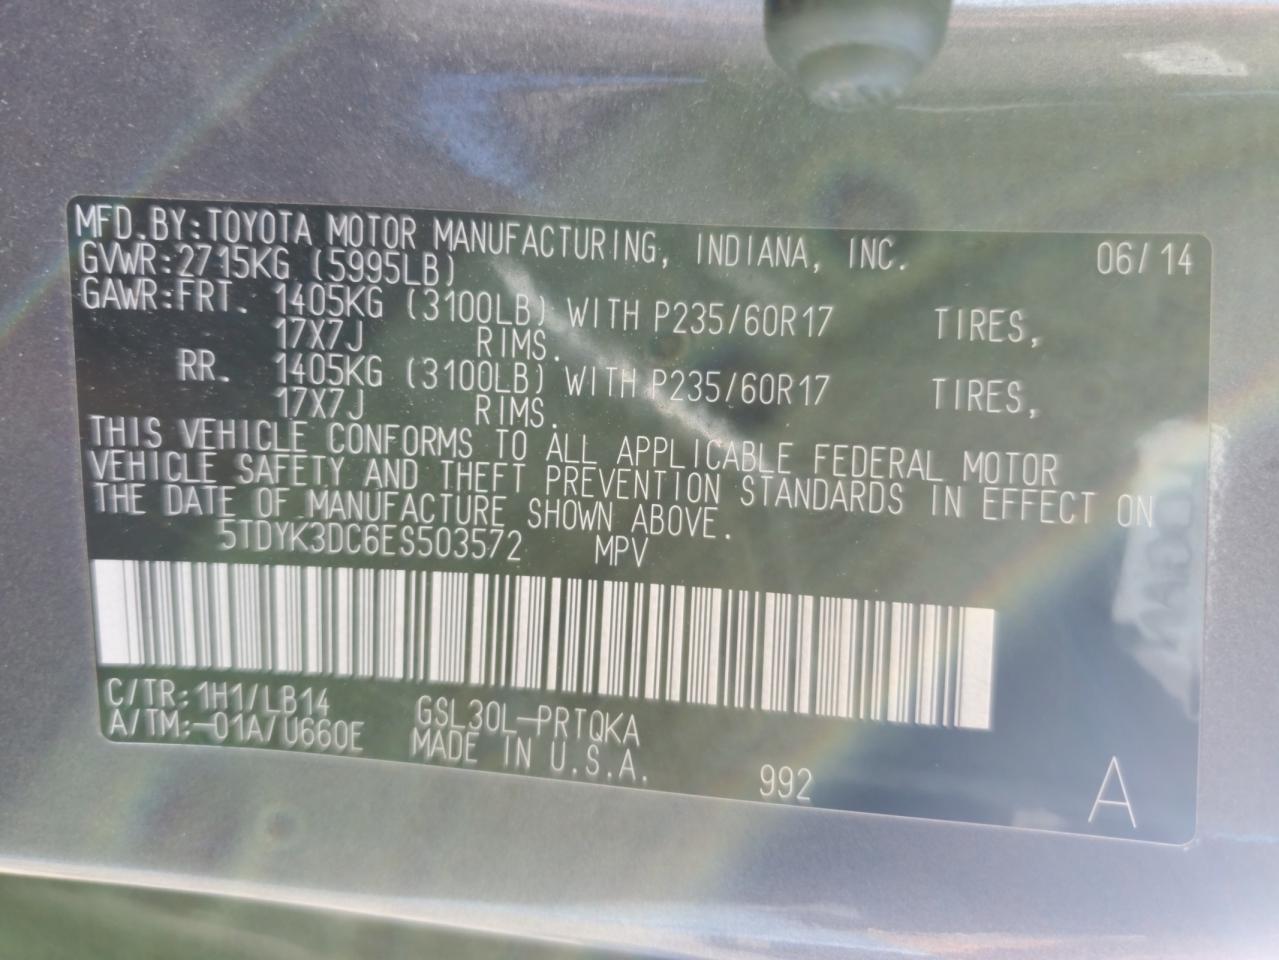 MFD.BY:TOYOTA MOTOR MANUFACTURING, INDIANA, INC. 06/14
GVWR:2715KG (5995LB)
GAWR:FRT. 1405KG (3100LB) WITH P235/60R17 TIRES,
17X7J RIMS.
RR. 1405KG (3100LB) WITH P235/60R17 TIRES,
17X7J RIMS.
THIS VEHICLE CONFORMS TO ALL APPLICABLE FEDERAL MOTOR
VEHICLE SAFETY AND THEFT PREVENTION STANDARDS IN EFFECT ON
THE DATE OF MANUFACTURE SHOWN ABOVE.
5TDYK3DC6ES503572 MPV
C/TR:1H1/LB14 GSL30L-PRTQKA
A/TM:-01A/U660E MADE IN U.S.A. 992 A